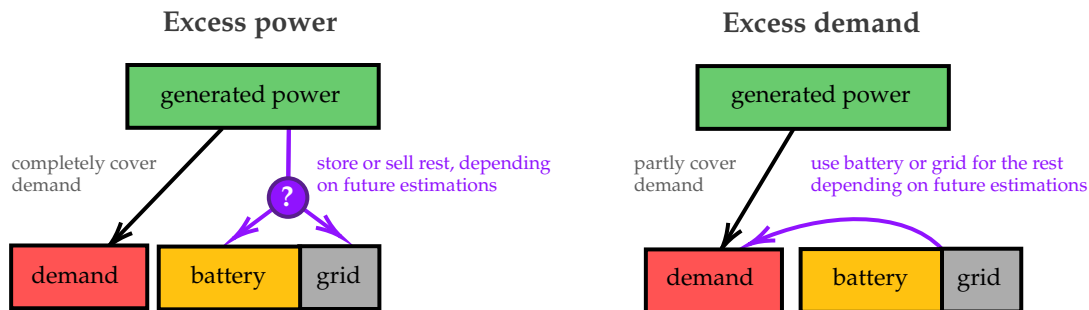 Excess power
generated power
completely cover
demand
store or sell rest, depending
on future estimations
?
demand
battery
grid
Excess demand
generated power
partly cover
demand
use battery or grid for the rest
depending on future estimations
demand
battery
grid